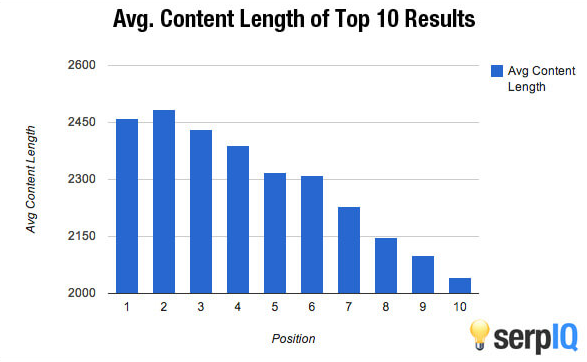 Avg. Content Length of Top 10 Results
2600
2450
2300
2150
2000
Avg Content Length
1 2 3 4 5 6 7 8 9 10
Position
Avg Content
Length
serpIQ